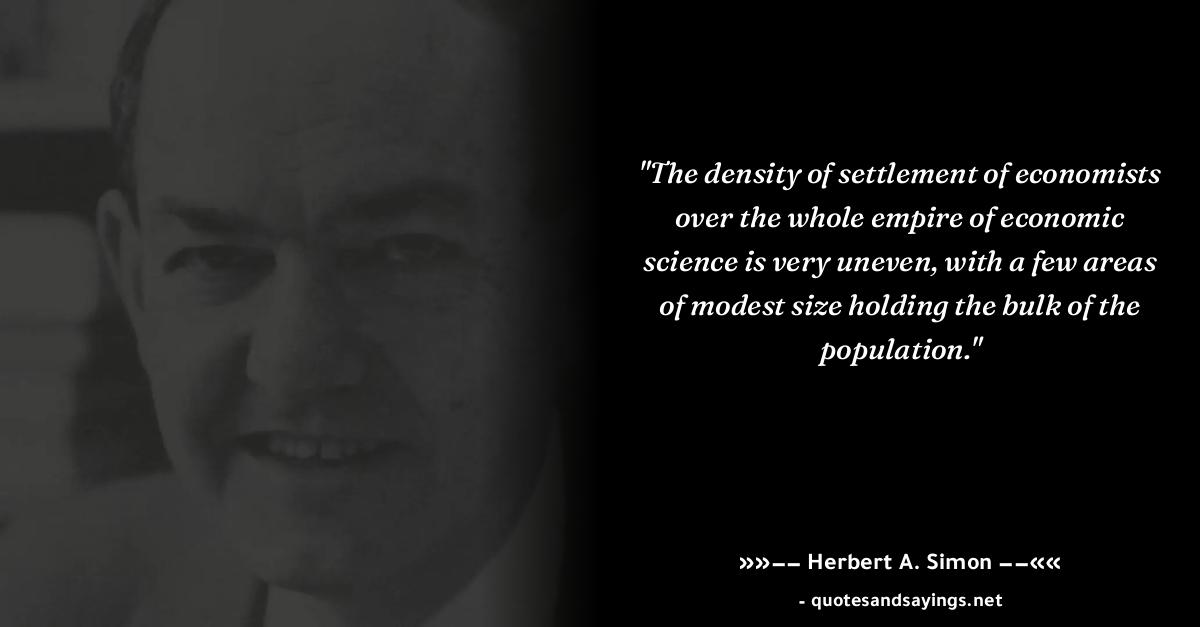 "The density of settlement of economists
over the whole empire of economic
science is very uneven, with a few areas
of modest size holding the bulk of the
population."
»»–– Herbert A. Simon ––««
- quotesandsayings.net